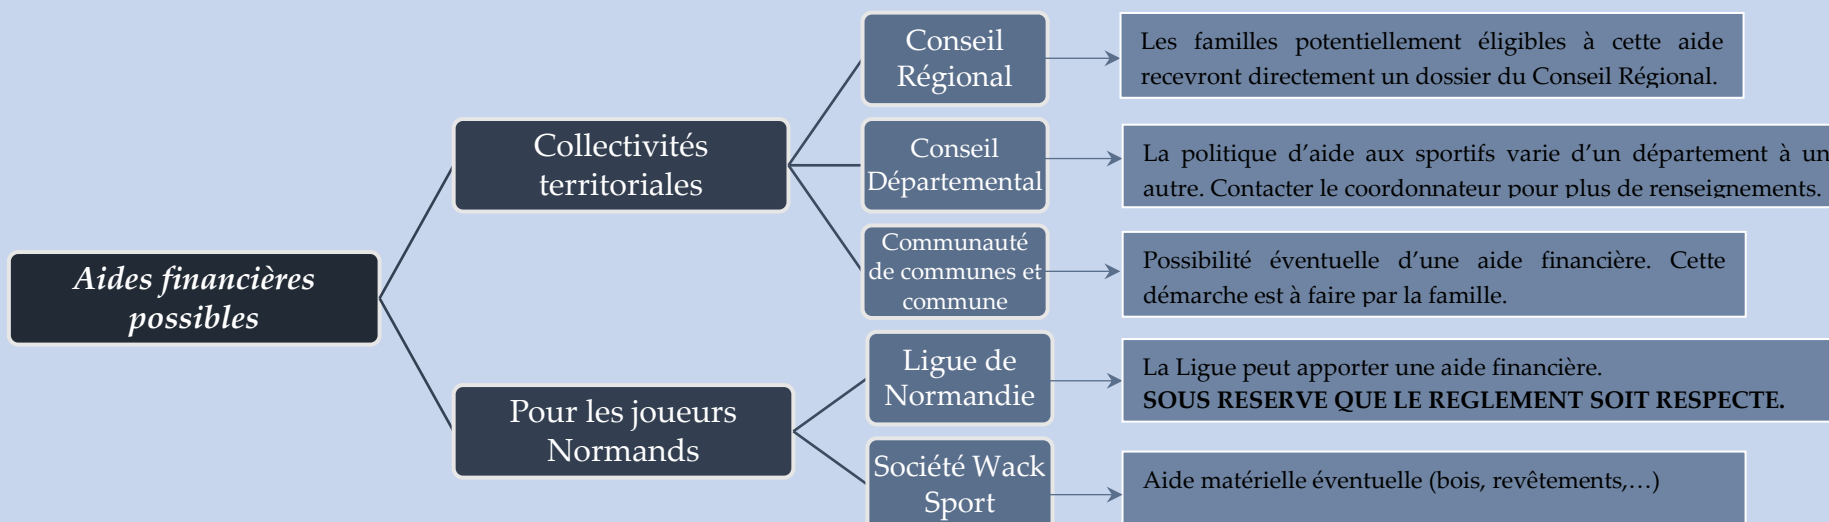 Aides financières
possibles
Collectivités
territoriales
Conseil
Régional
Les familles potentiellement éligibles à cette aide
recevront directement un dossier du Conseil Régional.
Conseil
Départemental
La politique d’aide aux sportifs varie d’un département à un
autre. Contacter le coordonnateur pour plus de renseignements.
Communauté
de communes et
commune
Possibilité éventuelle d’une aide financière. Cette
démarche est à faire par la famille.
Pour les joueurs
Normands
Ligue de
Normandie
La Ligue peut apporter une aide financière.
SOUS RESERVE QUE LE REGLEMENT SOIT RESPECTE.
Société Wack
Sport
Aide matérielle éventuelle (bois, revêtements,…)